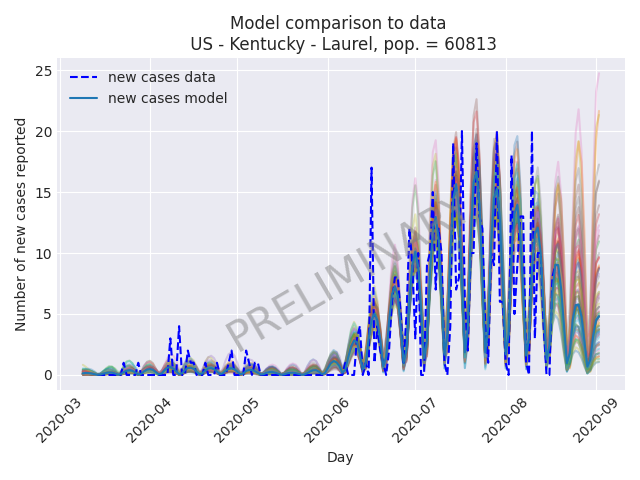 Model comparison to data
US - Kentucky - Laurel, pop. = 60813
new cases data
new cases model
Number of new cases reported
25
20
15
10
5
0
PRELIMINARY
2020-03
2020-04
2020-05
2020-06
2020-07
2020-08
2020-09
Day